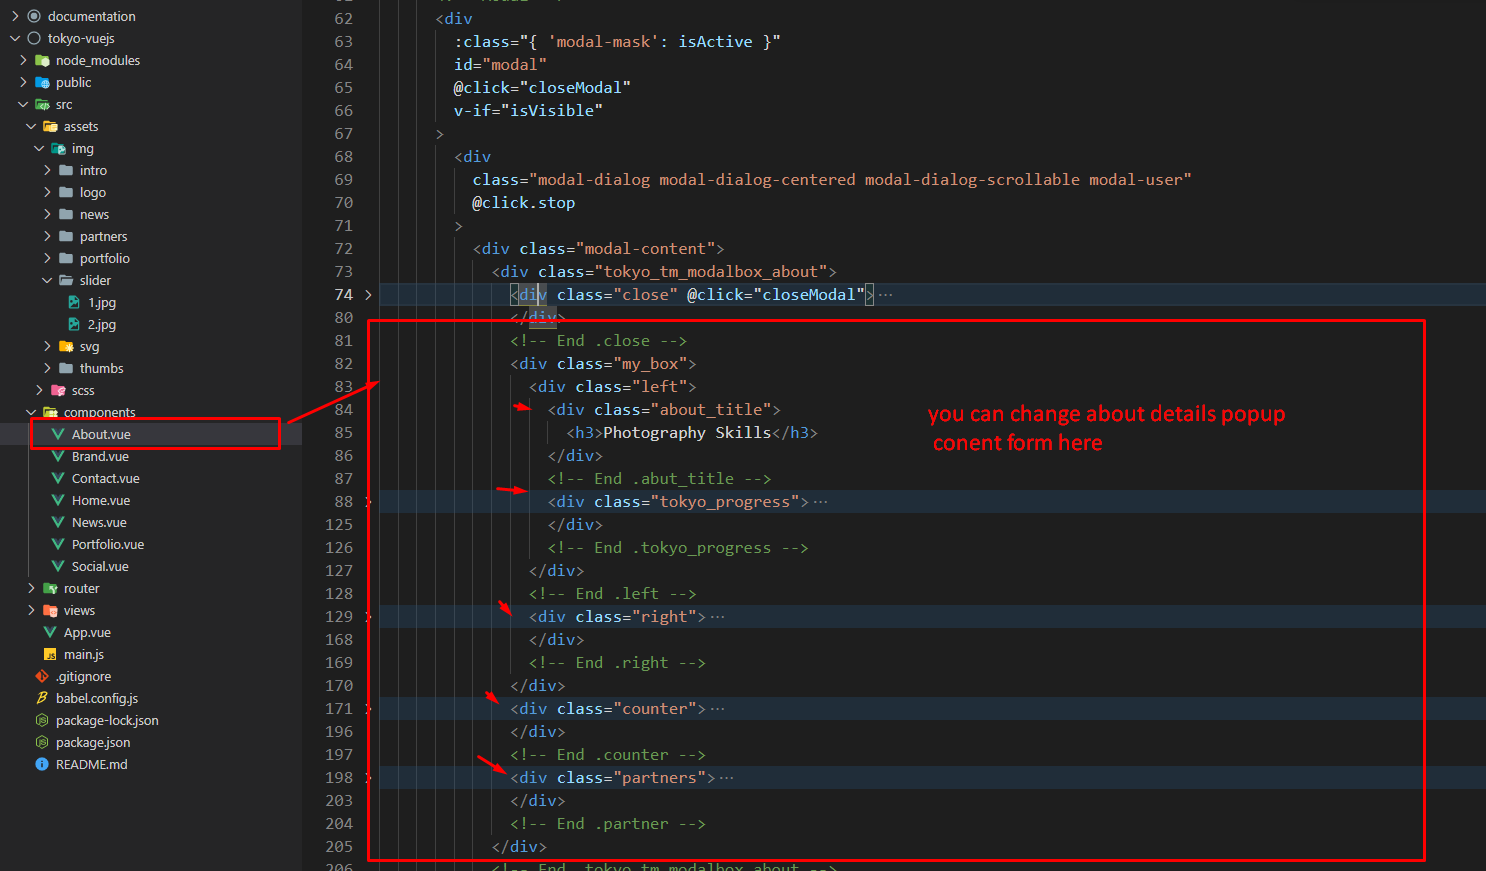 documentation
tokyo-vuejs
node_modules
public
src
assets
img
intro
logo
news
partners
portfolio
slider
1.jpg
2.jpg
svg
thumbs
scss
components
About.vue
Brand.vue
Contact.vue
Home.vue
News.vue
Portfolio.vue
Social.vue
router
views
App.vue
main.js
.gitignore
babel.config.js
package-lock.json
package.json
README.md
62 <div
63 :class="{ 'modal-mask': isActive }"
64 id="modal"
65 @click="closeModal"
66 v-if="isVisible"
67 >
68 <div
69 class="modal-dialog modal-dialog-centered modal-dialog-scrollable modal-user"
70 @click.stop
71 >
72 <div class="modal-content">
73 <div class="tokyo_tm_modalbox_about">
74 <div class="close" @click="closeModal">···
80 </div>
81 <!-- End .close -->
82 <div class="my_box">
83 <div class="left">
84 <div class="about_title">
85 <h3>Photography Skills</h3>
86 </div>
87 <!-- End .abut_title -->
88 <div class="tokyo_progress">···
125 </div>
126 <!-- End .tokyo_progress -->
127 </div>
128 <!-- End .left -->
129 <div class="right">···
168 </div>
169 <!-- End .right -->
170 </div>
171 <div class="counter">···
196 </div>
197 <!-- End .counter -->
198 <div class="partners">···
203 </div>
204 <!-- End .partner -->
205 </div>
206 <!-- End .tokyo_tm_modalbox_about -->
you can change about details popup
conent form here